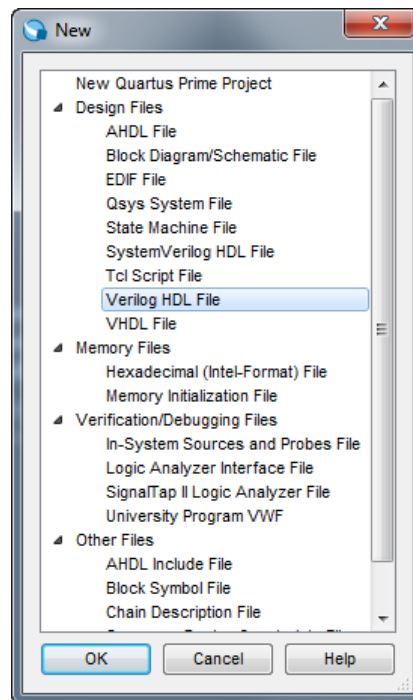 New
New Quartus Prime Project
Design Files
AHDL File
Block Diagram/Schematic File
EDIF File
Qsys System File
State Machine File
SystemVerilog HDL File
Tcl Script File
Verilog HDL File
VHDL File
Memory Files
Hexadecimal (Intel-Format) File
Memory Initialization File
Verification/Debugging Files
In-System Sources and Probes File
Logic Analyzer Interface File
SignalTap II Logic Analyzer File
University Program VWF
Other Files
AHDL Include File
Block Symbol File
Chain Description File
OK Cancel Help